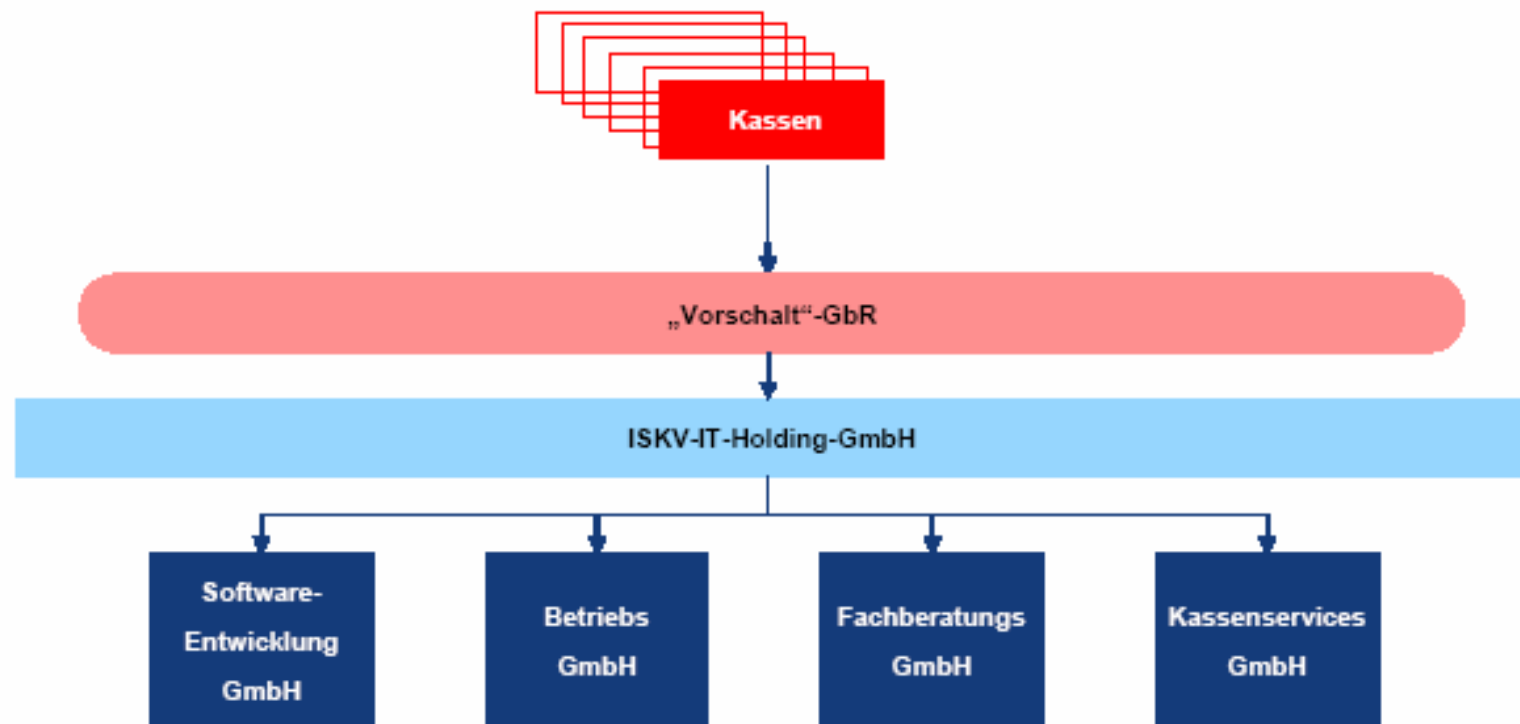 Kassen
„Vorschalt“-GbR
ISKV-IT-Holding-GmbH
Software-
Entwicklung
GmbH
Betriebs
GmbH
Fachberatungs
GmbH
Kassenservices
GmbH